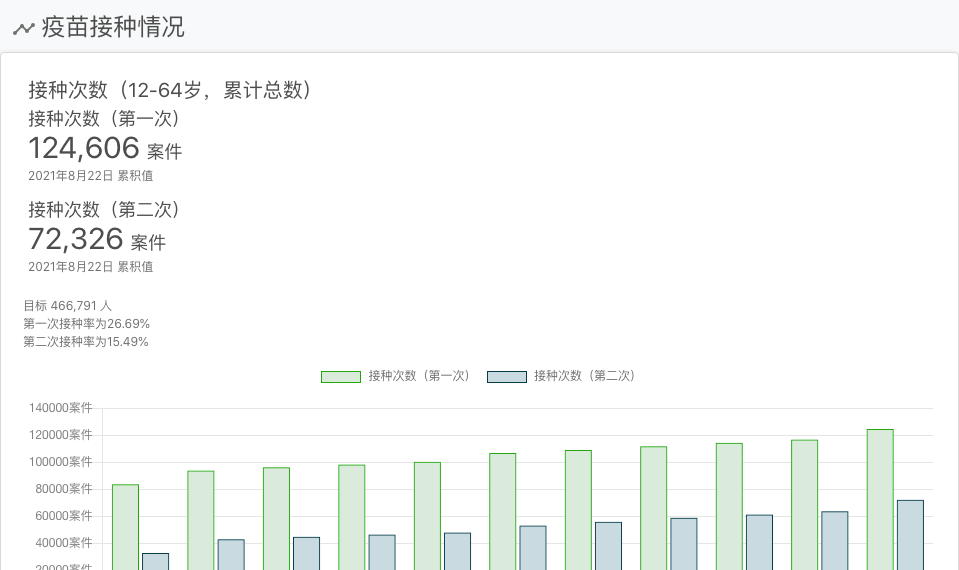 疫苗接种情况
接种次数（12-64岁，累计总数）
接种次数（第一次）
124,606 案件
2021年8月22日 累积值
接种次数（第二次）
72,326 案件
2021年8月22日 累积值
目标 466,791 人
第一次接种率为26.69%
第二次接种率为15.49%
接种次数（第一次） 接种次数（第二次）
140000案件
120000案件
100000案件
80000案件
60000案件
40000案件
20000案件